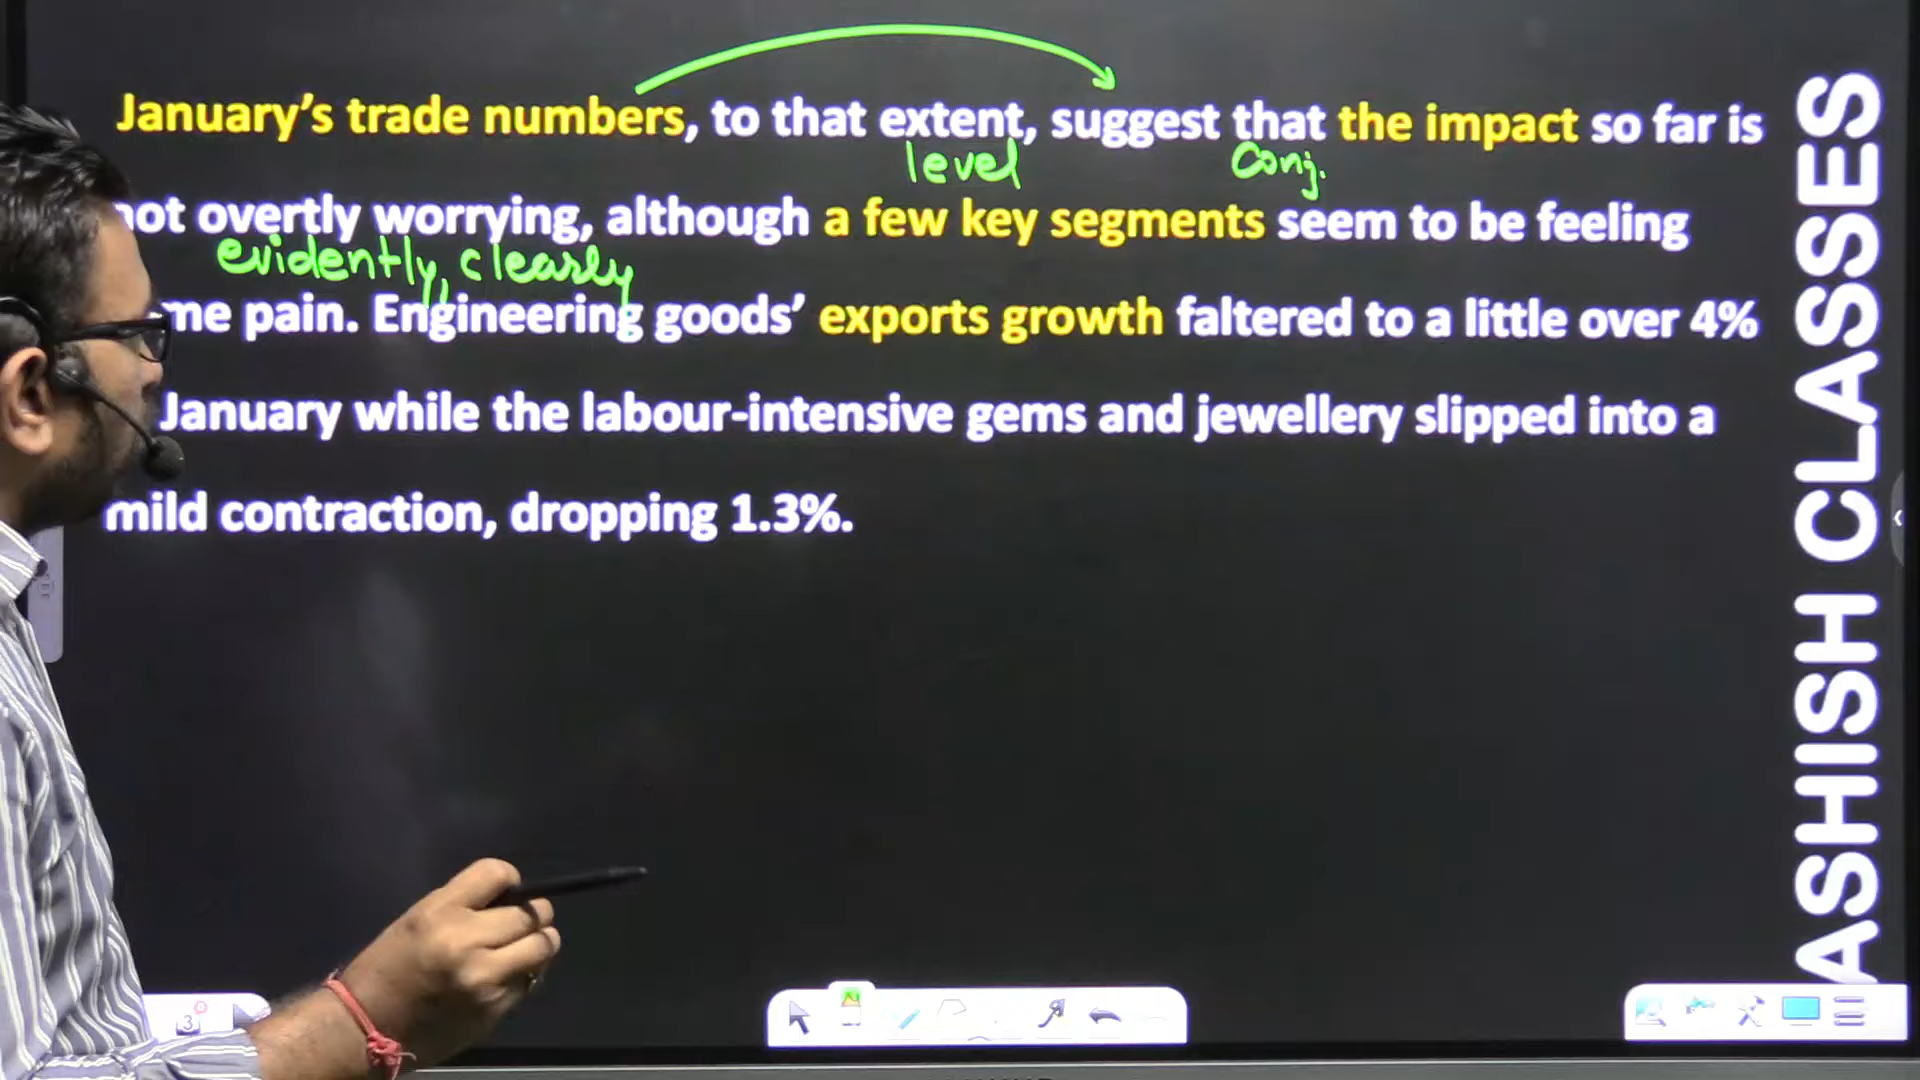 January's trade numbers, to that extent, suggest that the impact so far is
level conj.
not overtly worrying, although a few key segments seem to be feeling
evidently, clearly
me pain. Engineering goods' exports growth faltered to a little over 4%
January while the labour-intensive gems and jewellery slipped into a
mild contraction, dropping 1.3%.
ASHISH CLASSES
3